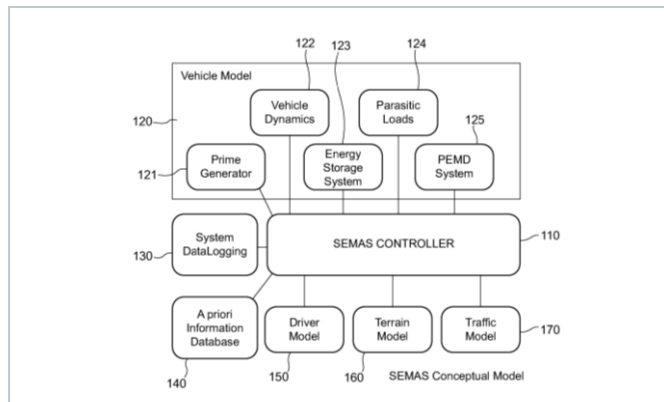 122
123
124
Vehicle Model
120
Vehicle
Dynamics
Parasitic
Loads
125
121
Prime
Generator
Energy
Storage
System
PEMD
System
130
System
DataLogging
SEMAS CONTROLLER
110
A priori
Information
Database
Driver
Model
Terrain
Model
Traffic
Model
170
140
150
160
SEMAS Conceptual Model